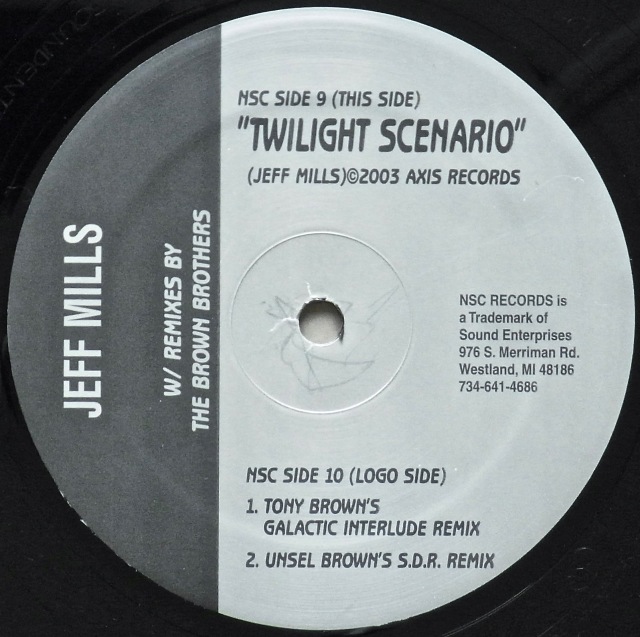 JEFF MILLS
W/ REMIXES BY
THE BROWN BROTHERS
NSC SIDE 9 (THIS SIDE)
"TWILIGHT SCENARIO"
(JEFF MILLS)©2003 AXIS RECORDS
NSC RECORDS is
a Trademark of
Sound Enterprises
976 S. Merriman Rd.
Westland, MI 48186
734-641-4686
NSC SIDE 10 (LOGO SIDE)
1. TONY BROWN'S
GALACTIC INTERLUDE REMIX
2. UNSEL BROWN'S S.D.R. REMIX